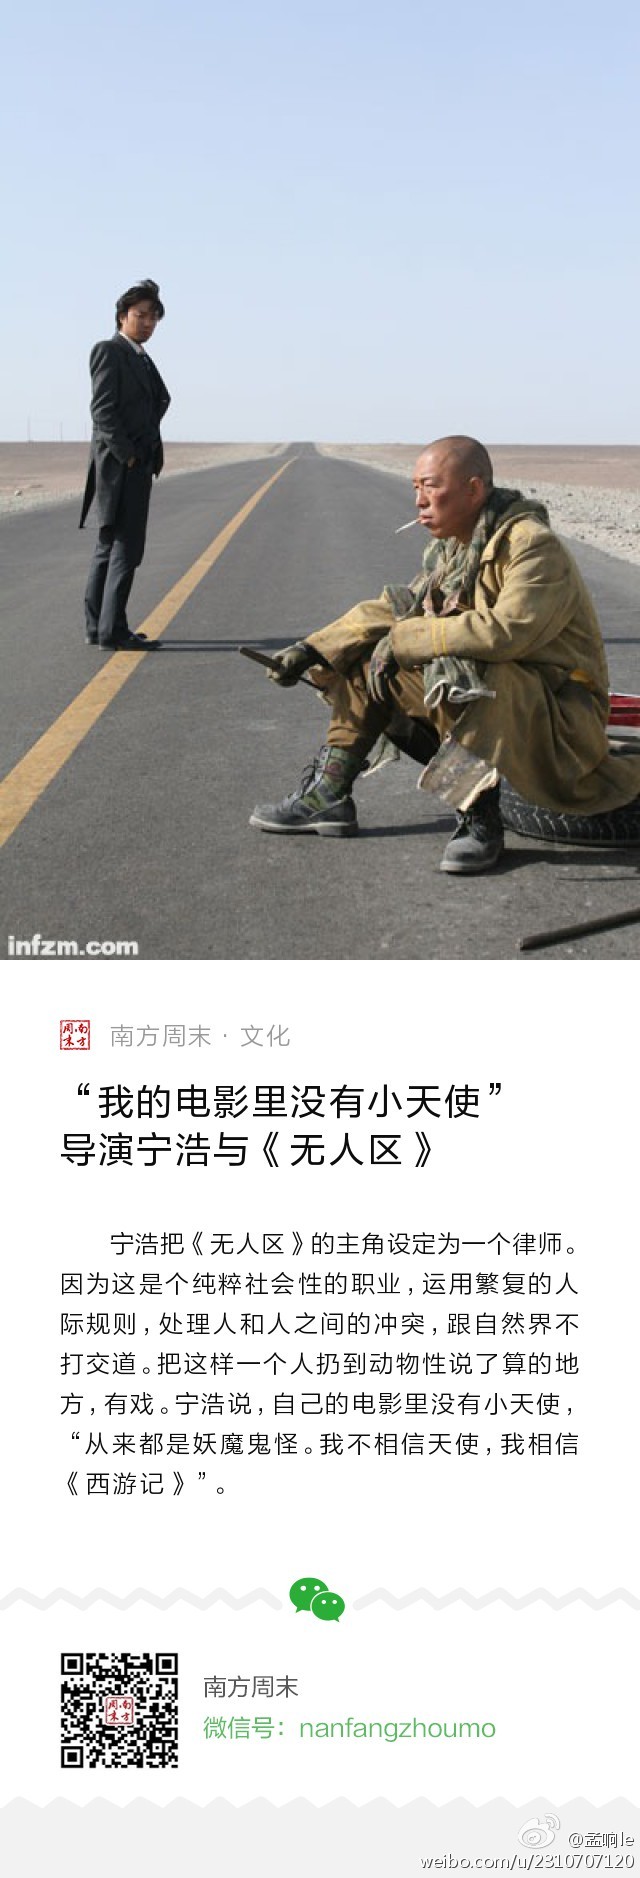 infzm.com
南方周末
南方周末 · 文化
“我的电影里没有小天使”
导演宁浩与《无人区》
宁浩把《无人区》的主角设定为一个律师。
因为这是个纯粹社会性的职业,运用繁复的人
际规则,处理人和人之间的冲突,跟自然界不
打交道。把这样一个人扔到动物性说了算的地
方,有戏。宁浩说,自己的电影里没有小天使,
“从来都是妖魔鬼怪。我不相信天使,我相信
《西游记》”。
南方周末
南方周末
微信号：nanfangzhoumo
@孟响le
weibo.com/u/2310707120